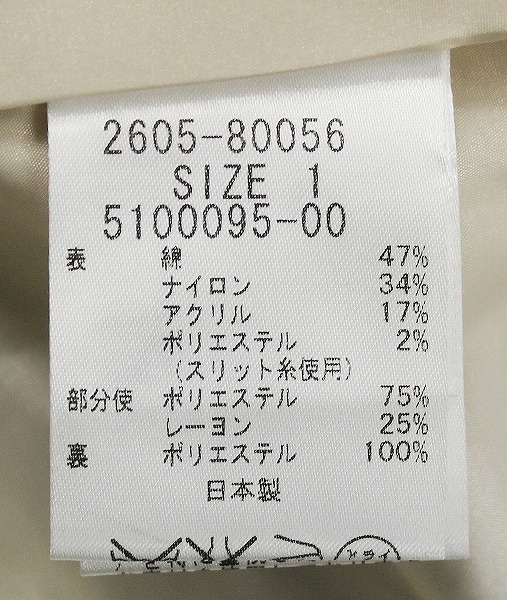 2605-80056
SIZE 1
5100095-00
表 綿 47%
ナイロン 34%
アクリル 17%
ポリエステル 2%
(スリット糸使用)
部分使 ポリエステル 75%
レーヨン 25%
裏 ポリエステル 100%
日本製